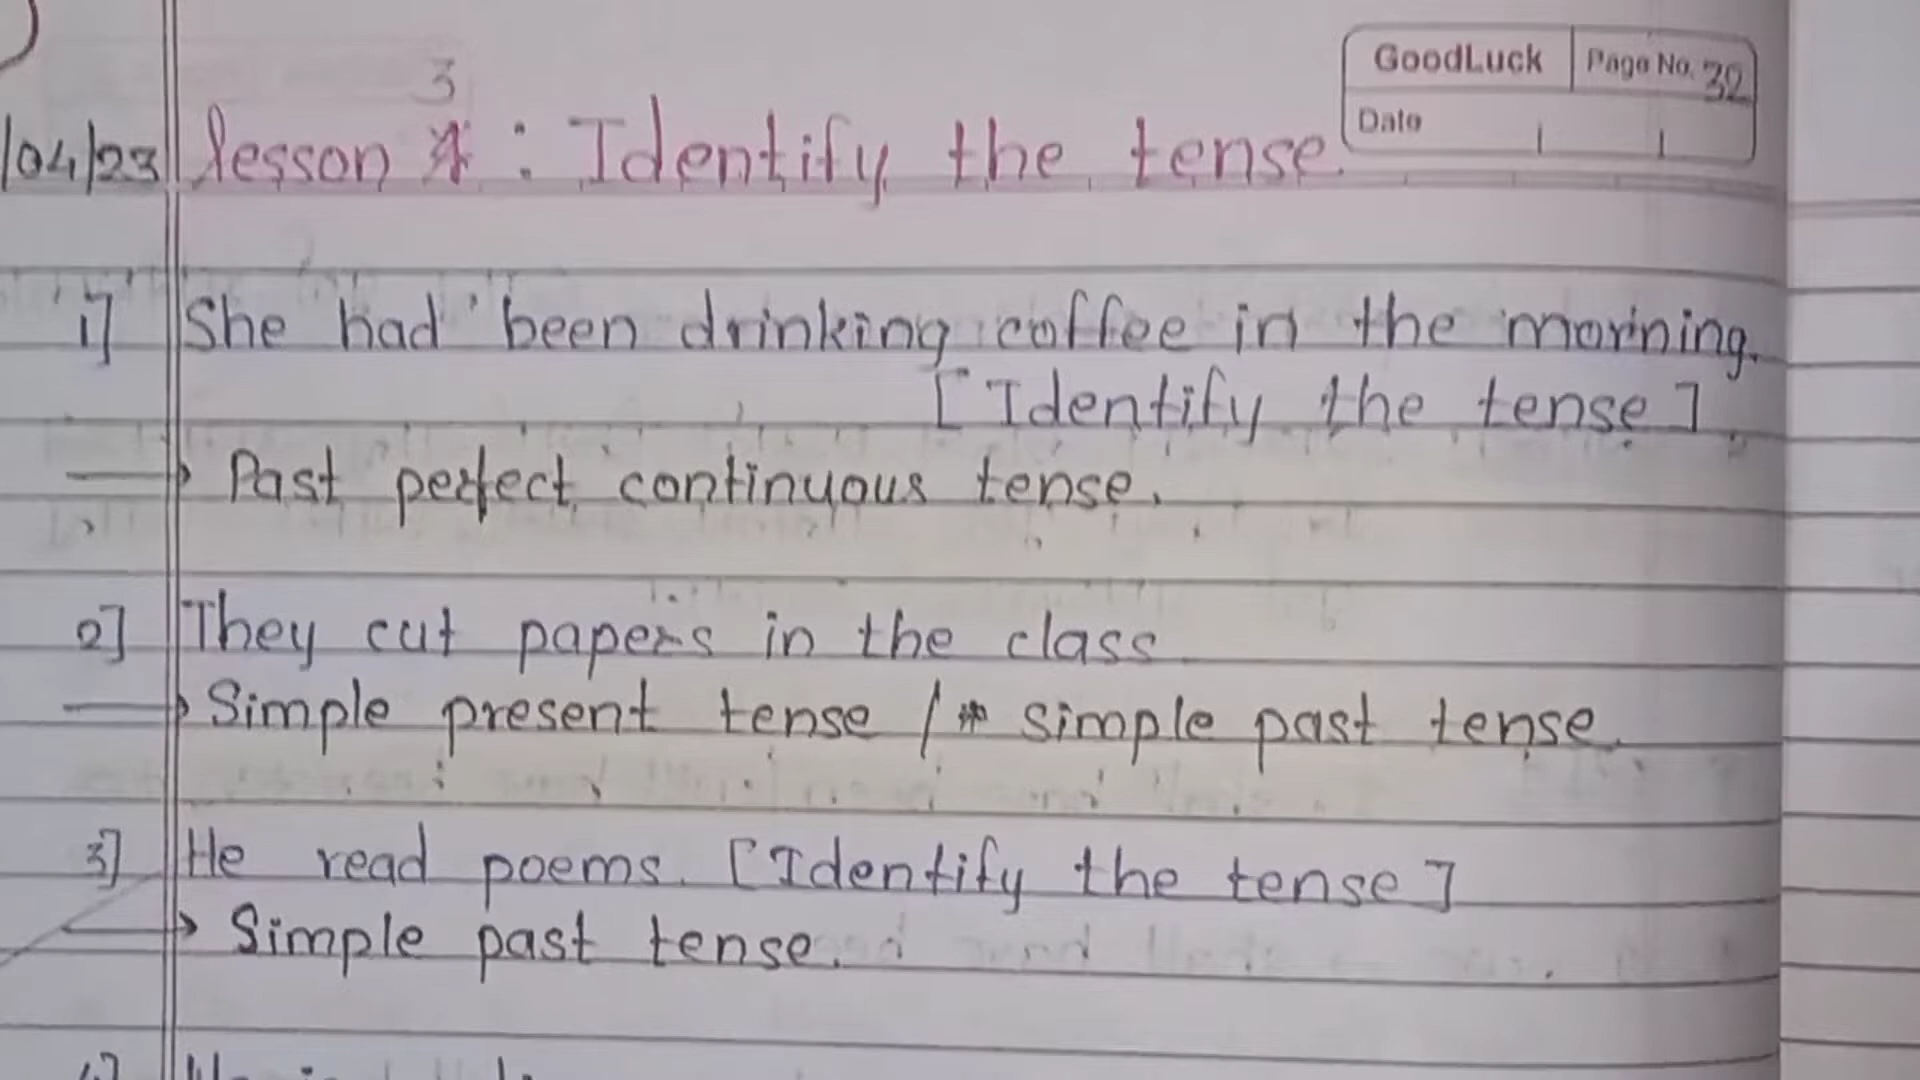 GoodLuck Page No. 32
Date
3
/04/23 lesson : Identify the tense.
1] She had been drinking coffee in the morning.
[Identify the tense]
→ Past perfect continuous tense.
2] They cut papers in the class
→ Simple present tense / simple past tense.
3] He read poems. [Identify the tense]
→ Simple past tense.